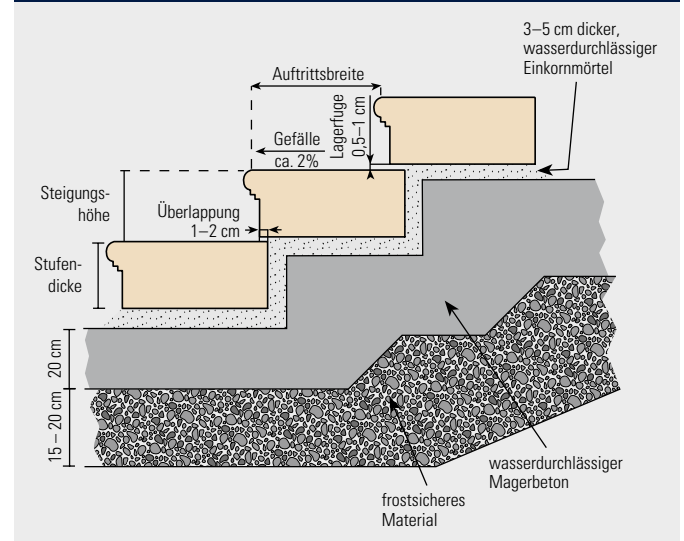 3–5 cm dicker,
wasserdurchlässiger
Einkornmörtel
Auftrittsbreite
Lagerfuge
0,5–1 cm
Gefälle
ca. 2%
Steigungs-
höhe
Überlappung
1–2 cm
Stufen-
dicke
20 cm
15 – 20 cm
wasserdurchlässiger
Magerbeton
frostsicheres
Material